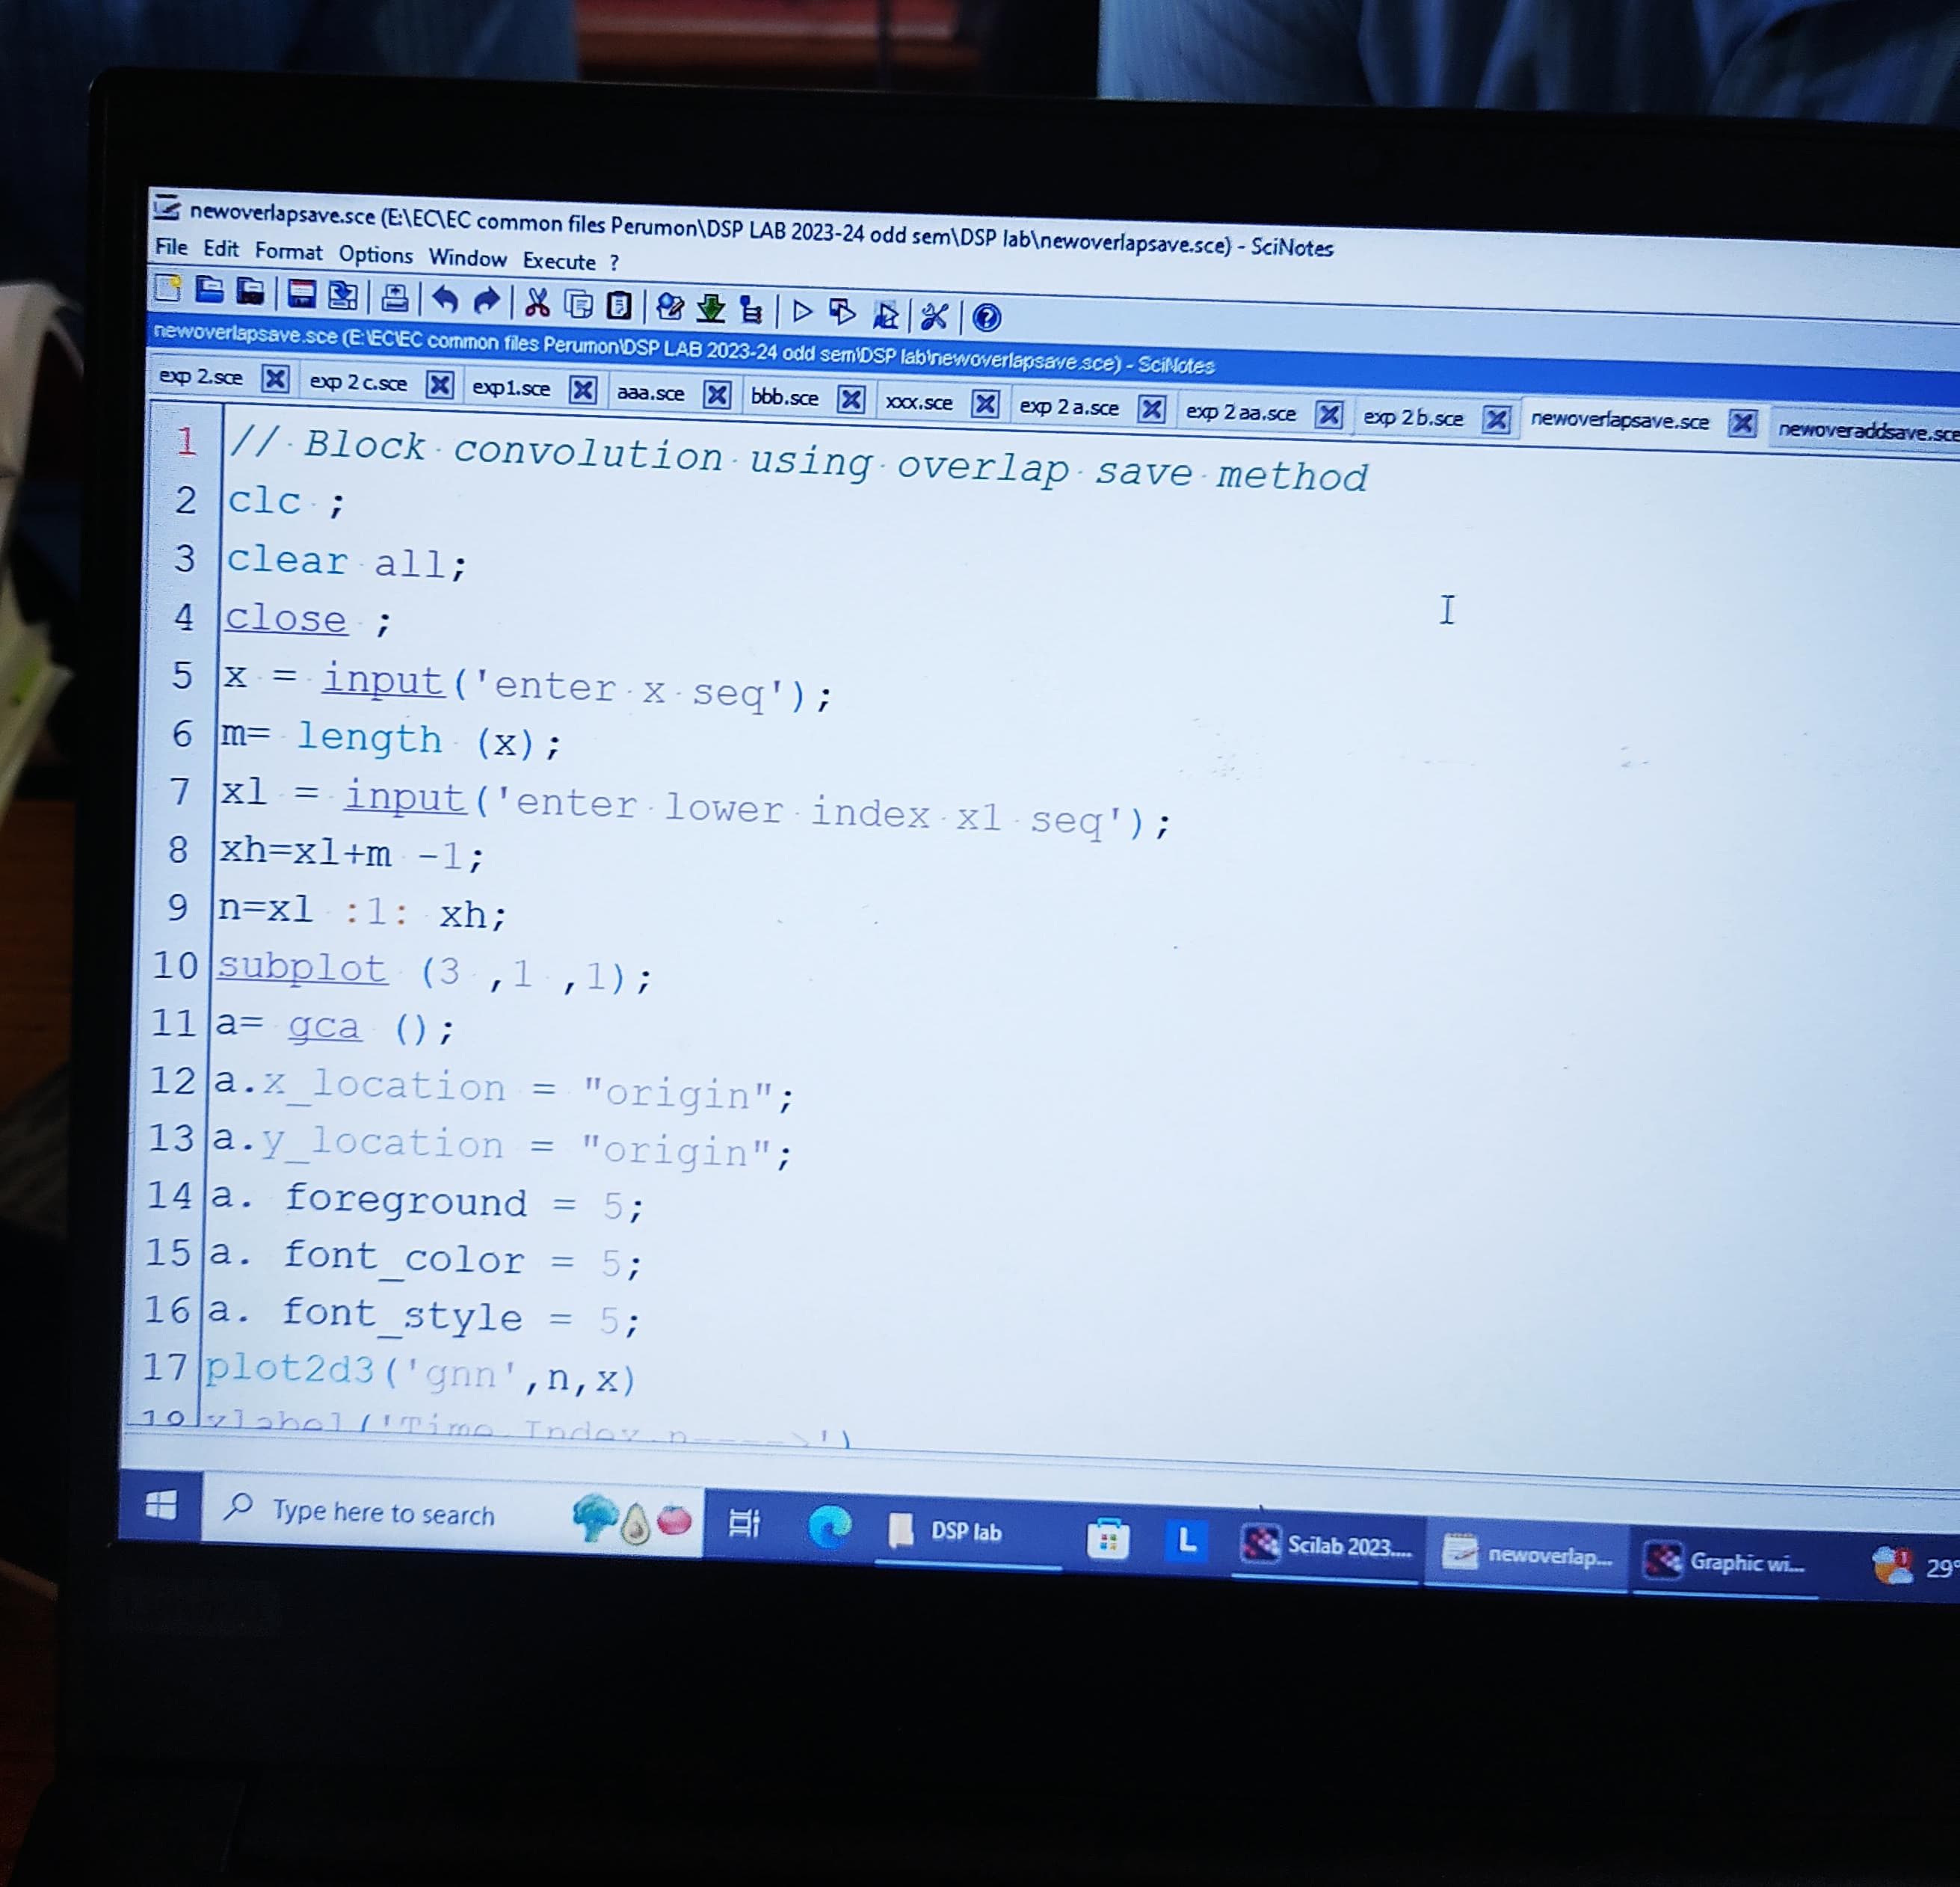 newoverlapsave.sce (E:\EC\EC common files Perumon\DSP LAB 2023-24 odd sem\DSP lab\newoverlapsave.sce) - SciNotes
File Edit Format Options Window Execute ?
newoverlapsave.sce (E:\EC\EC common files Perumon\DSP LAB 2023-24 odd sem\DSP lab\newoverlapsave.sce) - SciNotes
exp 2.sce exp 2 c.sce exp1.sce aaa.sce bbb.sce xxx.sce exp 2 a.sce exp 2 aa.sce exp 2 b.sce newoverlapsave.sce newoveraddsave.sce
1 // Block convolution using overlap save method
2 clc ;
3 clear all;
4 close ;
5 x = input('enter x seq');
6 m= length (x);
7 xl = input('enter lower index xl seq');
8 xh=xl+m -1;
9 n=xl :1: xh;
10 subplot (3 ,1 ,1);
11 a= gca ();
12 a.x_location = "origin";
13 a.y_location = "origin";
14 a. foreground = 5;
15 a. font_color = 5;
16 a. font_style = 5;
17 plot2d3('gnn',n,x)
18 xlabel('Time Index n---->')
Type here to search DSP lab L Scilab 2023.... newoverlap... Graphic wi... 29°